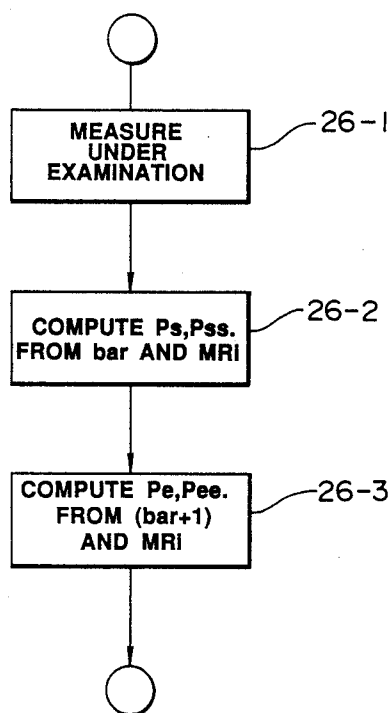 MEASURE
UNDER
EXAMINATION
26-1
COMPUTE Ps,Pss.
FROM bar AND MRi
26-2
COMPUTE Pe,Pee.
FROM (bar+1)
AND MRi
26-3